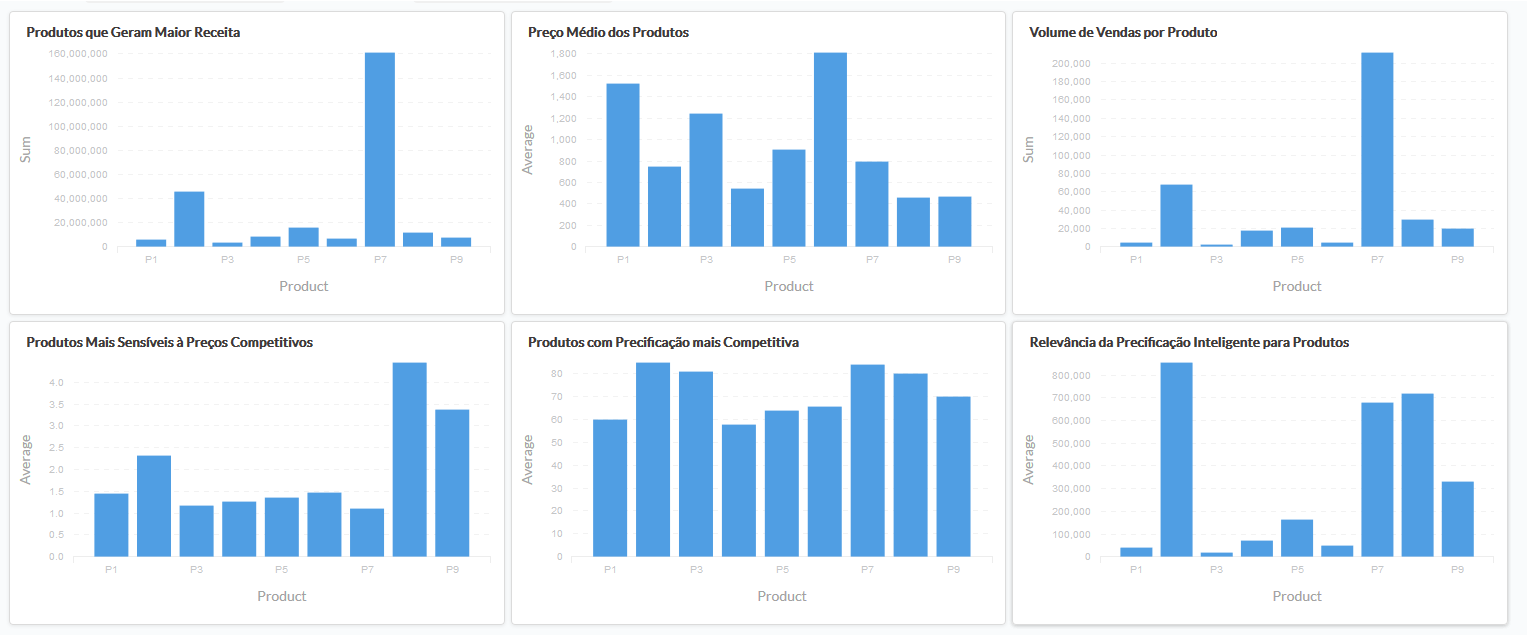 Produtos que Geram Maior Receita
160,000,000
140,000,000
120,000,000
100,000,000
80,000,000
60,000,000
40,000,000
20,000,000
0
Sum
P1 P3 P5 P7 P9
Product
Preço Médio dos Produtos
1,800
1,600
1,400
1,200
1,000
800
600
400
200
0
Average
P1 P3 P5 P7 P9
Product
Volume de Vendas por Produto
200,000
180,000
160,000
140,000
120,000
100,000
80,000
60,000
40,000
20,000
0
Sum
P1 P3 P5 P7 P9
Product
Produtos Mais Sensíveis à Preços Competitivos
4.0
3.5
3.0
2.5
2.0
1.5
1.0
0.5
0.0
Average
P1 P3 P5 P7 P9
Product
Produtos com Precificação mais Competitiva
80
70
60
50
40
30
20
10
0
Average
P1 P3 P5 P7 P9
Product
Relevância da Precificação Inteligente para Produtos
800,000
700,000
600,000
500,000
400,000
300,000
200,000
100,000
0
Average
P1 P3 P5 P7 P9
Product